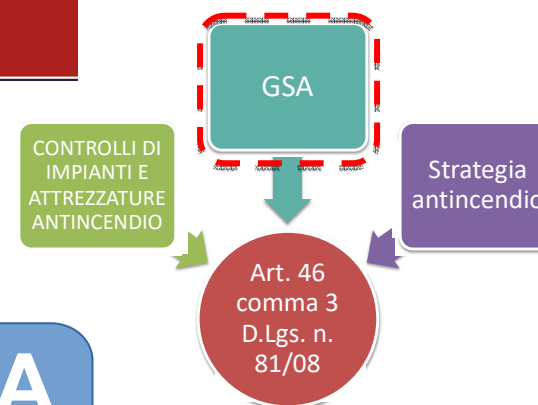 GSA
CONTROLLI DI
IMPIANTI E
ATTREZZATURE
ANTINCENDIO
Strategia
antincendio
Art. 46
comma 3
D.Lgs. n.
81/08
A